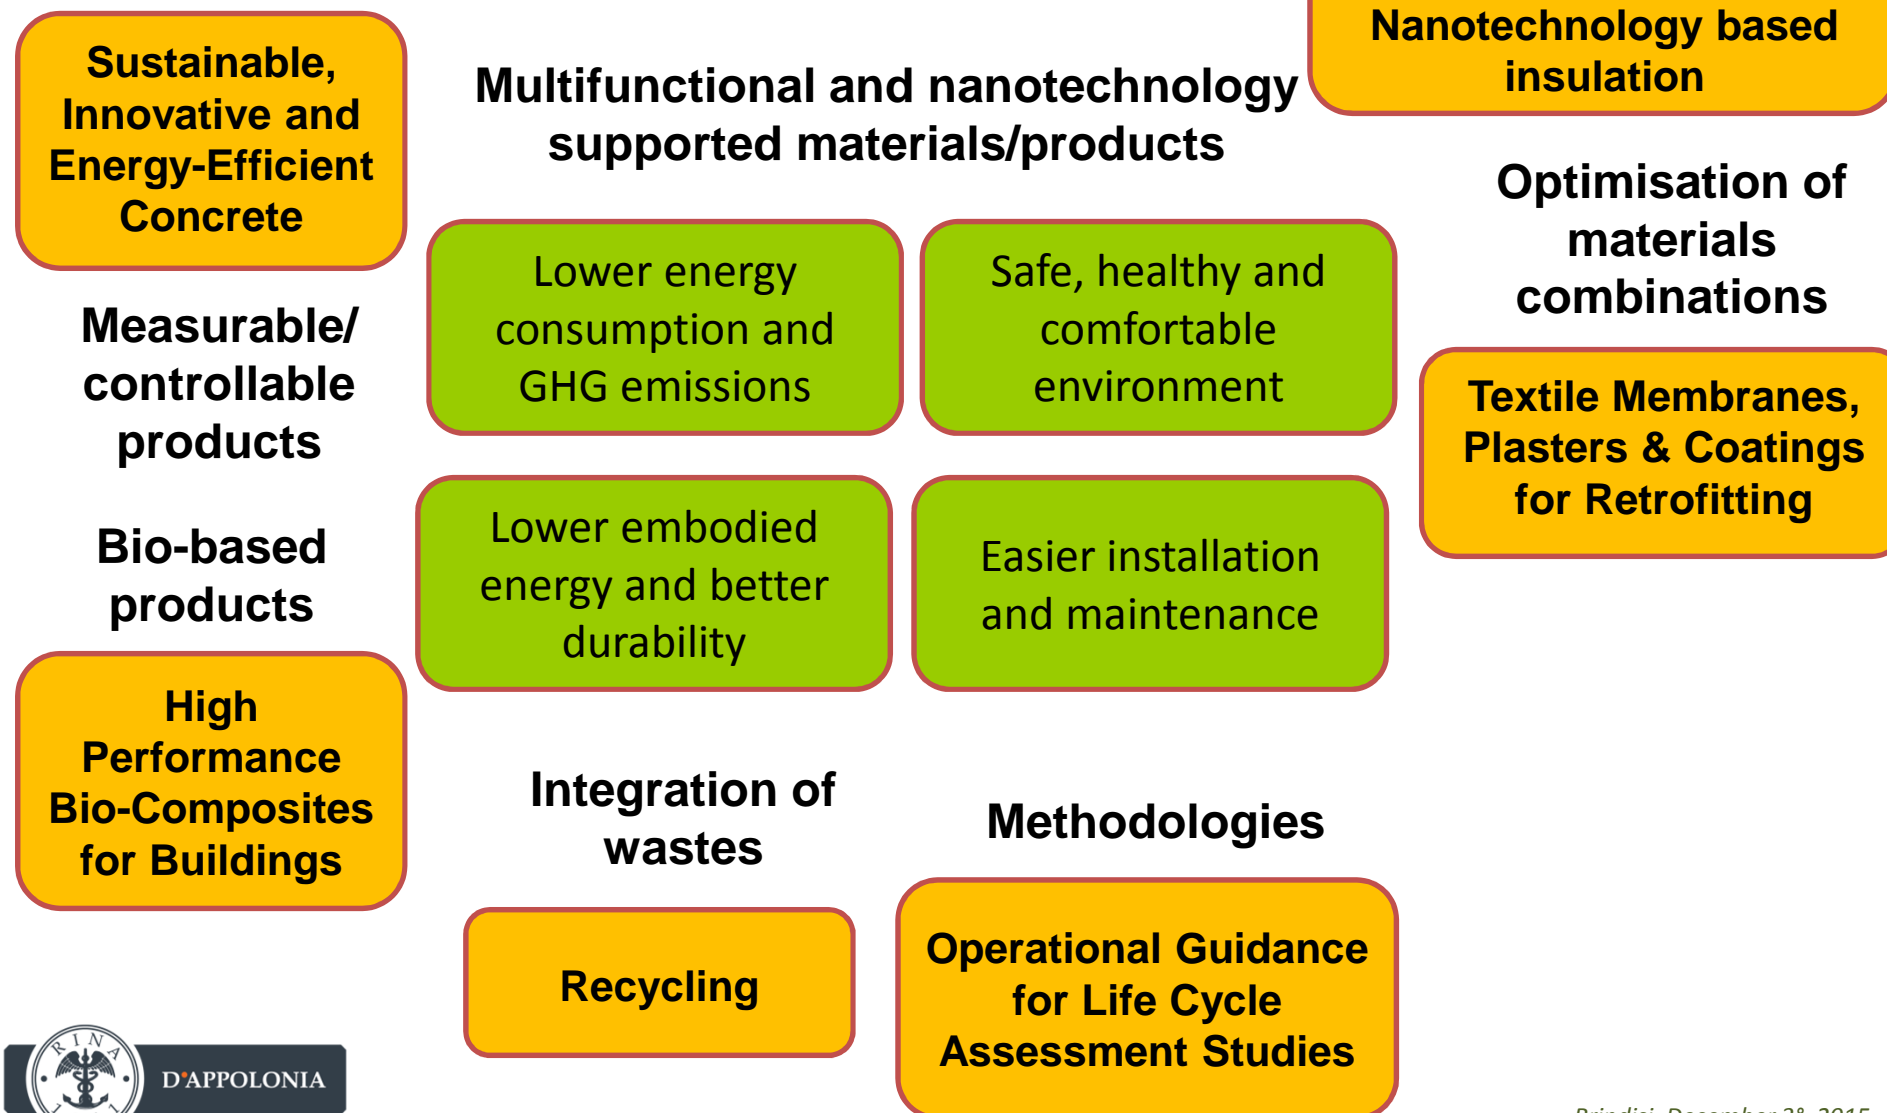 Sustainable,
Innovative and
Energy-Efficient
Concrete
Multifunctional and nanotechnology
supported materials/products
Nanotechnology based
insulation
Optimisation of
materials
combinations
Lower energy
consumption and
GHG emissions
Safe, healthy and
comfortable
environment
Measurable/
controllable
products
Textile Membranes,
Plasters & Coatings
for Retrofitting
Lower embodied
energy and better
durability
Easier installation
and maintenance
Bio-based
products
High
Performance
Bio-Composites
for Buildings
Integration of
wastes
Methodologies
Recycling
Operational Guidance
for Life Cycle
Assessment Studies
RINA
D'APPOLONIA